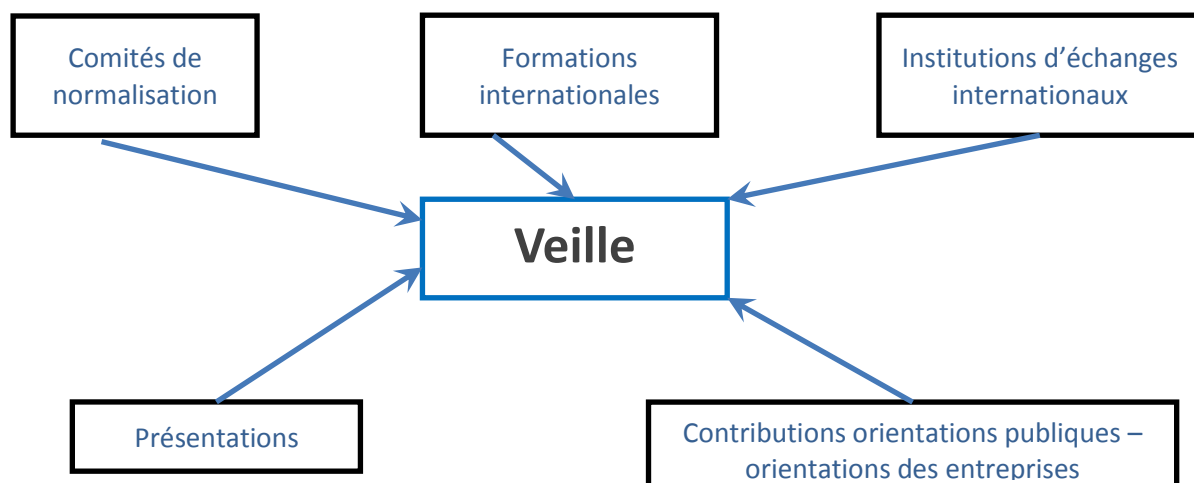 Comités de
normalisation
Formations
internationales
Institutions d’échanges
internationaux
Veille
Présentations
Contributions orientations publiques –
orientations des entreprises